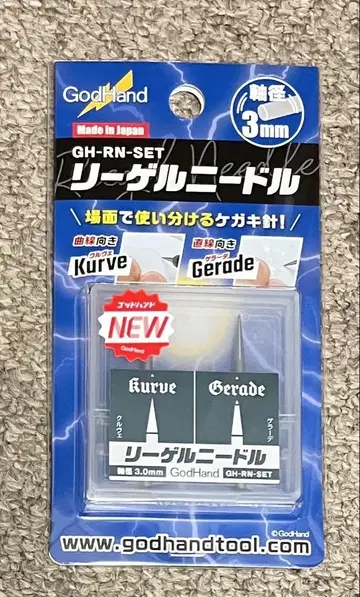 GodHand
Made in Japan
軸径
3mm
GH-RN-SET
リーゲルニードル
場面で使い分けるケガキ針!
曲線向き
クルヴェ
Kurve
直線向き
ゲラーデ
Gerade
ゴッドハンド
NEW
GodHand
Kurve
Gerade
クルヴェ
ゲラーデ
リーゲルニードル
軸径 3.0mm GodHand GH-RN-SET
©GodHand
www.godhandtool.com